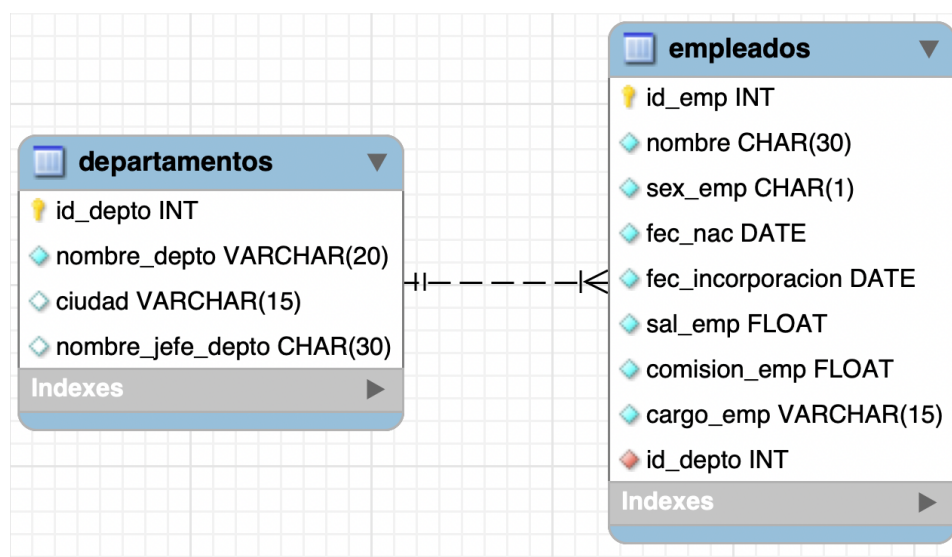 departamentos
id_depto INT
nombre_depto VARCHAR(20)
ciudad VARCHAR(15)
nombre_jefe_depto CHAR(30)
Indexes
empleados
id_emp INT
nombre CHAR(30)
sex_emp CHAR(1)
fec_nac DATE
fec_incorporacion DATE
sal_emp FLOAT
comision_emp FLOAT
cargo_emp VARCHAR(15)
id_depto INT
Indexes